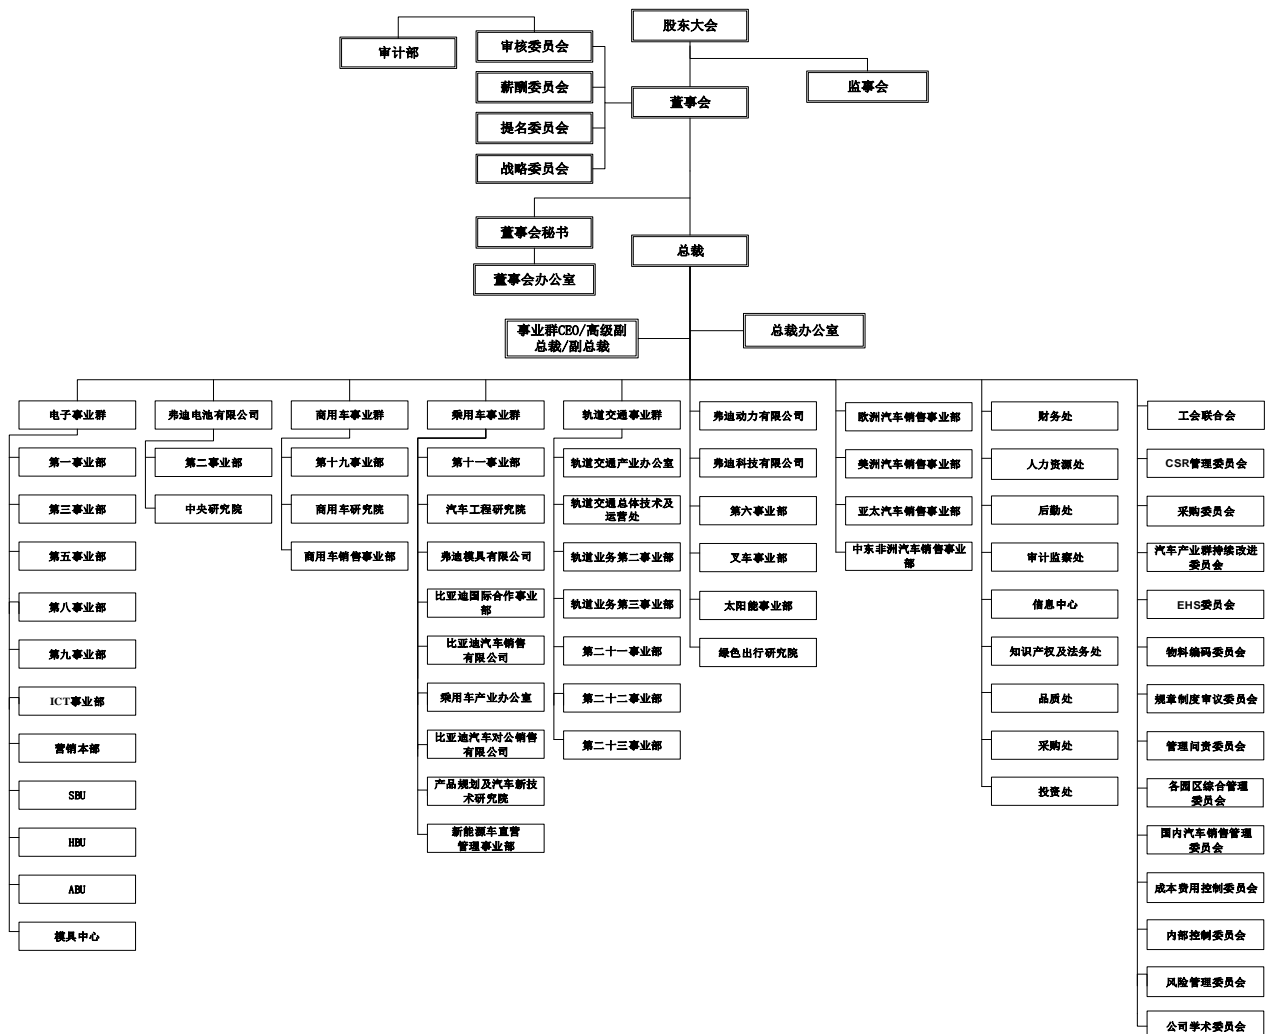 股东大会
审计部
审核委员会
监事会
薪酬委员会
董事会
提名委员会
战略委员会
董事会秘书
总裁
董事会办公室
事业群CEO/高级副
总裁/副总裁
总裁办公室
电子事业群
第一事业部
第三事业部
第五事业部
第八事业部
第九事业部
ICT事业部
营销本部
SBU
HBU
ABU
模具中心
弗迪电池有限公司
第二事业部
中央研究院
商用车事业群
第十九事业部
商用车研究院
商用车销售事业部
乘用车事业群
第十一事业部
汽车工程研究院
弗迪模具有限公司
比亚迪国际合作事业
部
比亚迪汽车销售
有限公司
乘用车产业办公室
比亚迪汽车对公销售
有限公司
产品规划及汽车新技
术研究院
新能源车直营
管理事业部
轨道交通事业群
轨道交通产业办公室
轨道交通总体技术及
运营处
轨道业务第二事业部
轨道业务第三事业部
第二十一事业部
第二十二事业部
第二十三事业部
弗迪动力有限公司
弗迪科技有限公司
第六事业部
叉车事业部
太阳能事业部
绿色出行研究院
欧洲汽车销售事业部
美洲汽车销售事业部
亚太汽车销售事业部
中东非洲汽车销售事业
部
财务处
人力资源处
后勤处
审计监察处
信息中心
知识产权及法务处
品质处
采购处
投资处
工会联合会
CSR管理委员会
采购委员会
汽车产业群持续改进
委员会
EHS委员会
物料编码委员会
规章制度审议委员会
管理问责委员会
各园区综合管理
委员会
国内汽车销售管理
委员会
成本费用控制委员会
内部控制委员会
风险管理委员会
公司学术委员会